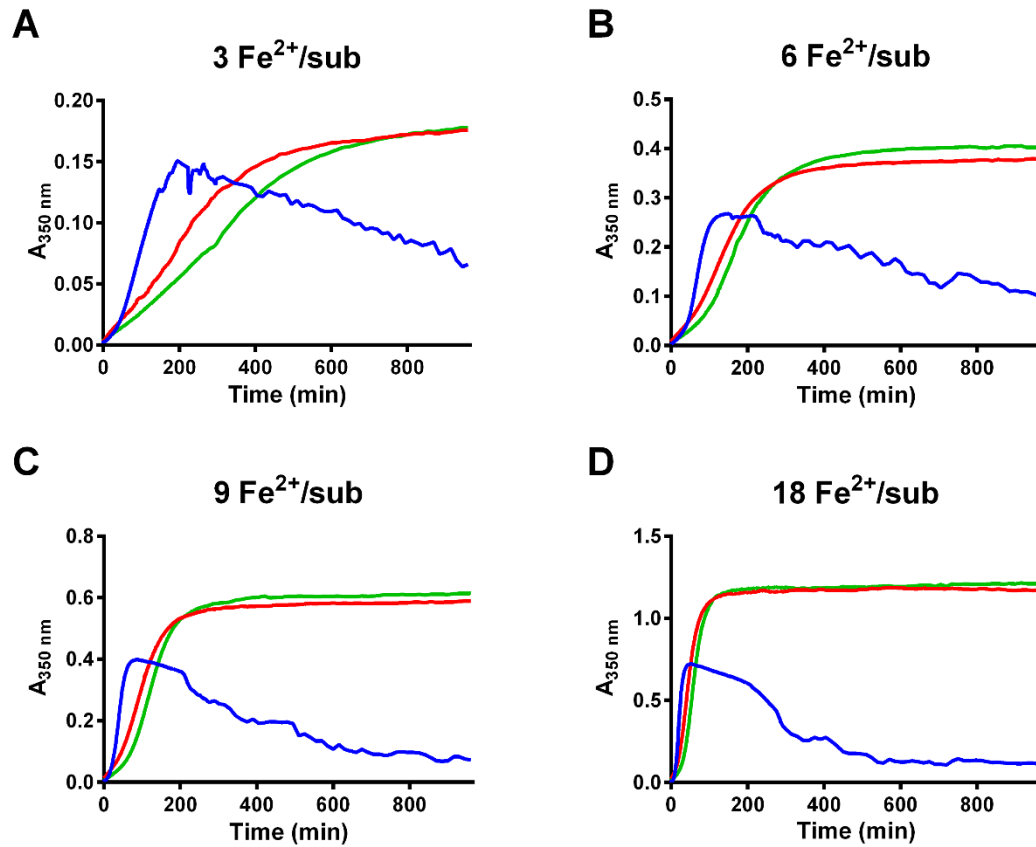 A
3 Fe²⁺/sub
0.20
0.15
0.10
0.05
0.00
A₃₅₀ ₙₘ
0 200 400 600 800
Time (min)
B
6 Fe²⁺/sub
0.5
0.4
0.3
0.2
0.1
0.0
A₃₅₀ ₙₘ
0 200 400 600 800
Time (min)
C
9 Fe²⁺/sub
0.8
0.6
0.4
0.2
0.0
A₃₅₀ ₙₘ
0 200 400 600 800
Time (min)
D
18 Fe²⁺/sub
1.5
1.0
0.5
0.0
A₃₅₀ ₙₘ
0 200 400 600 800
Time (min)